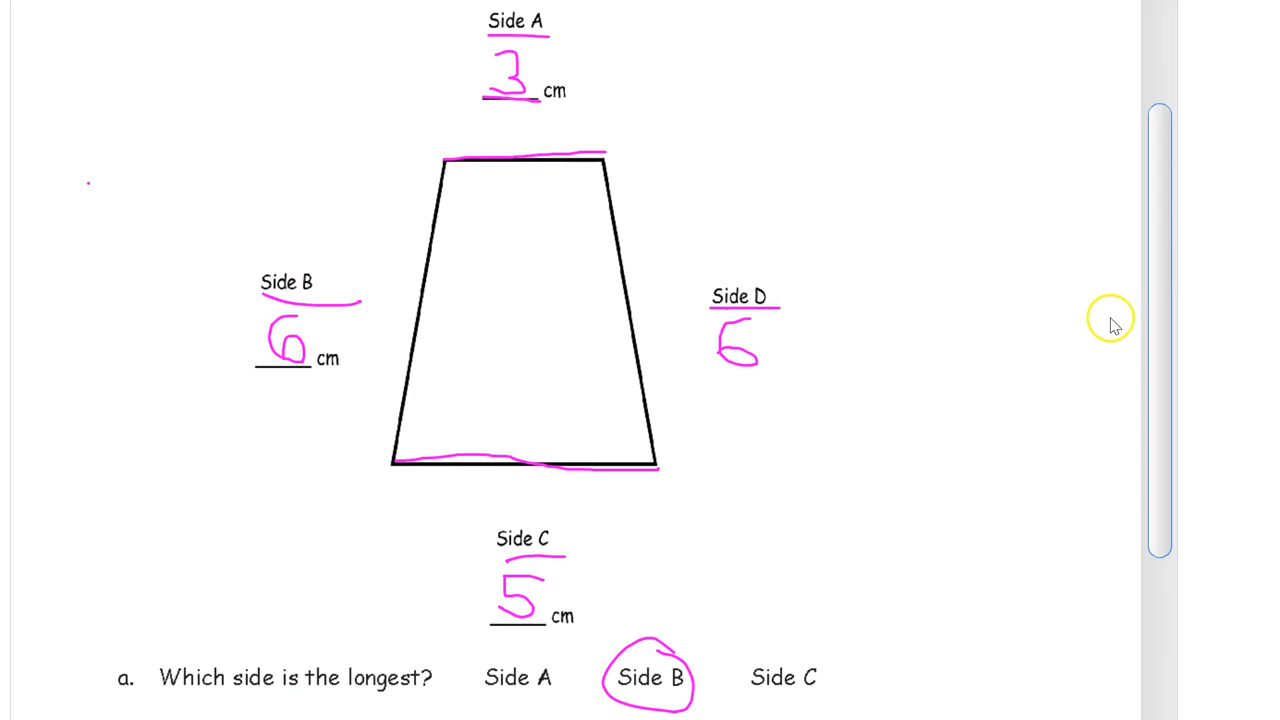 Side A
3 cm
Side B
6 cm
Side D
6
Side C
5 cm
a. Which side is the longest? Side A Side B Side C